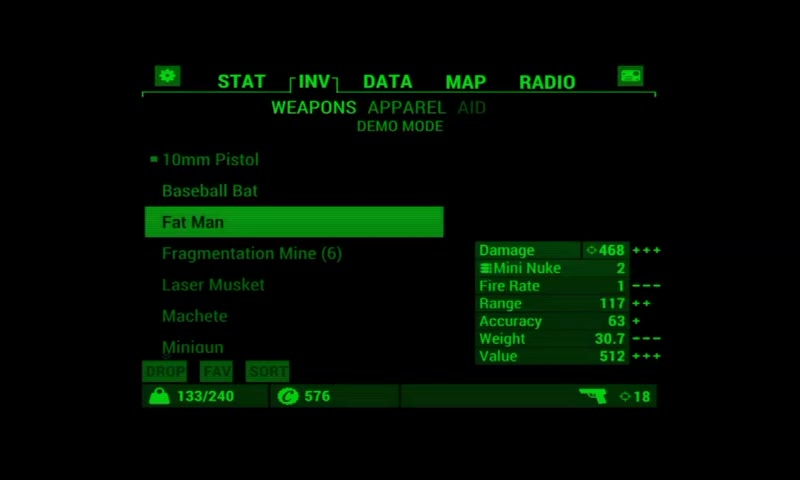 STAT INV DATA MAP RADIO
WEAPONS APPAREL AID
DEMO MODE
10mm Pistol
Baseball Bat
Fat Man
Fragmentation Mine (6)
Laser Musket
Machete
Minigun
Damage 468 +++
Mini Nuke 2
Fire Rate 1 ---
Range 117 ++
Accuracy 63 +
Weight 30.7 ---
Value 512 +++
DROP FAV SORT
133/240 576 18